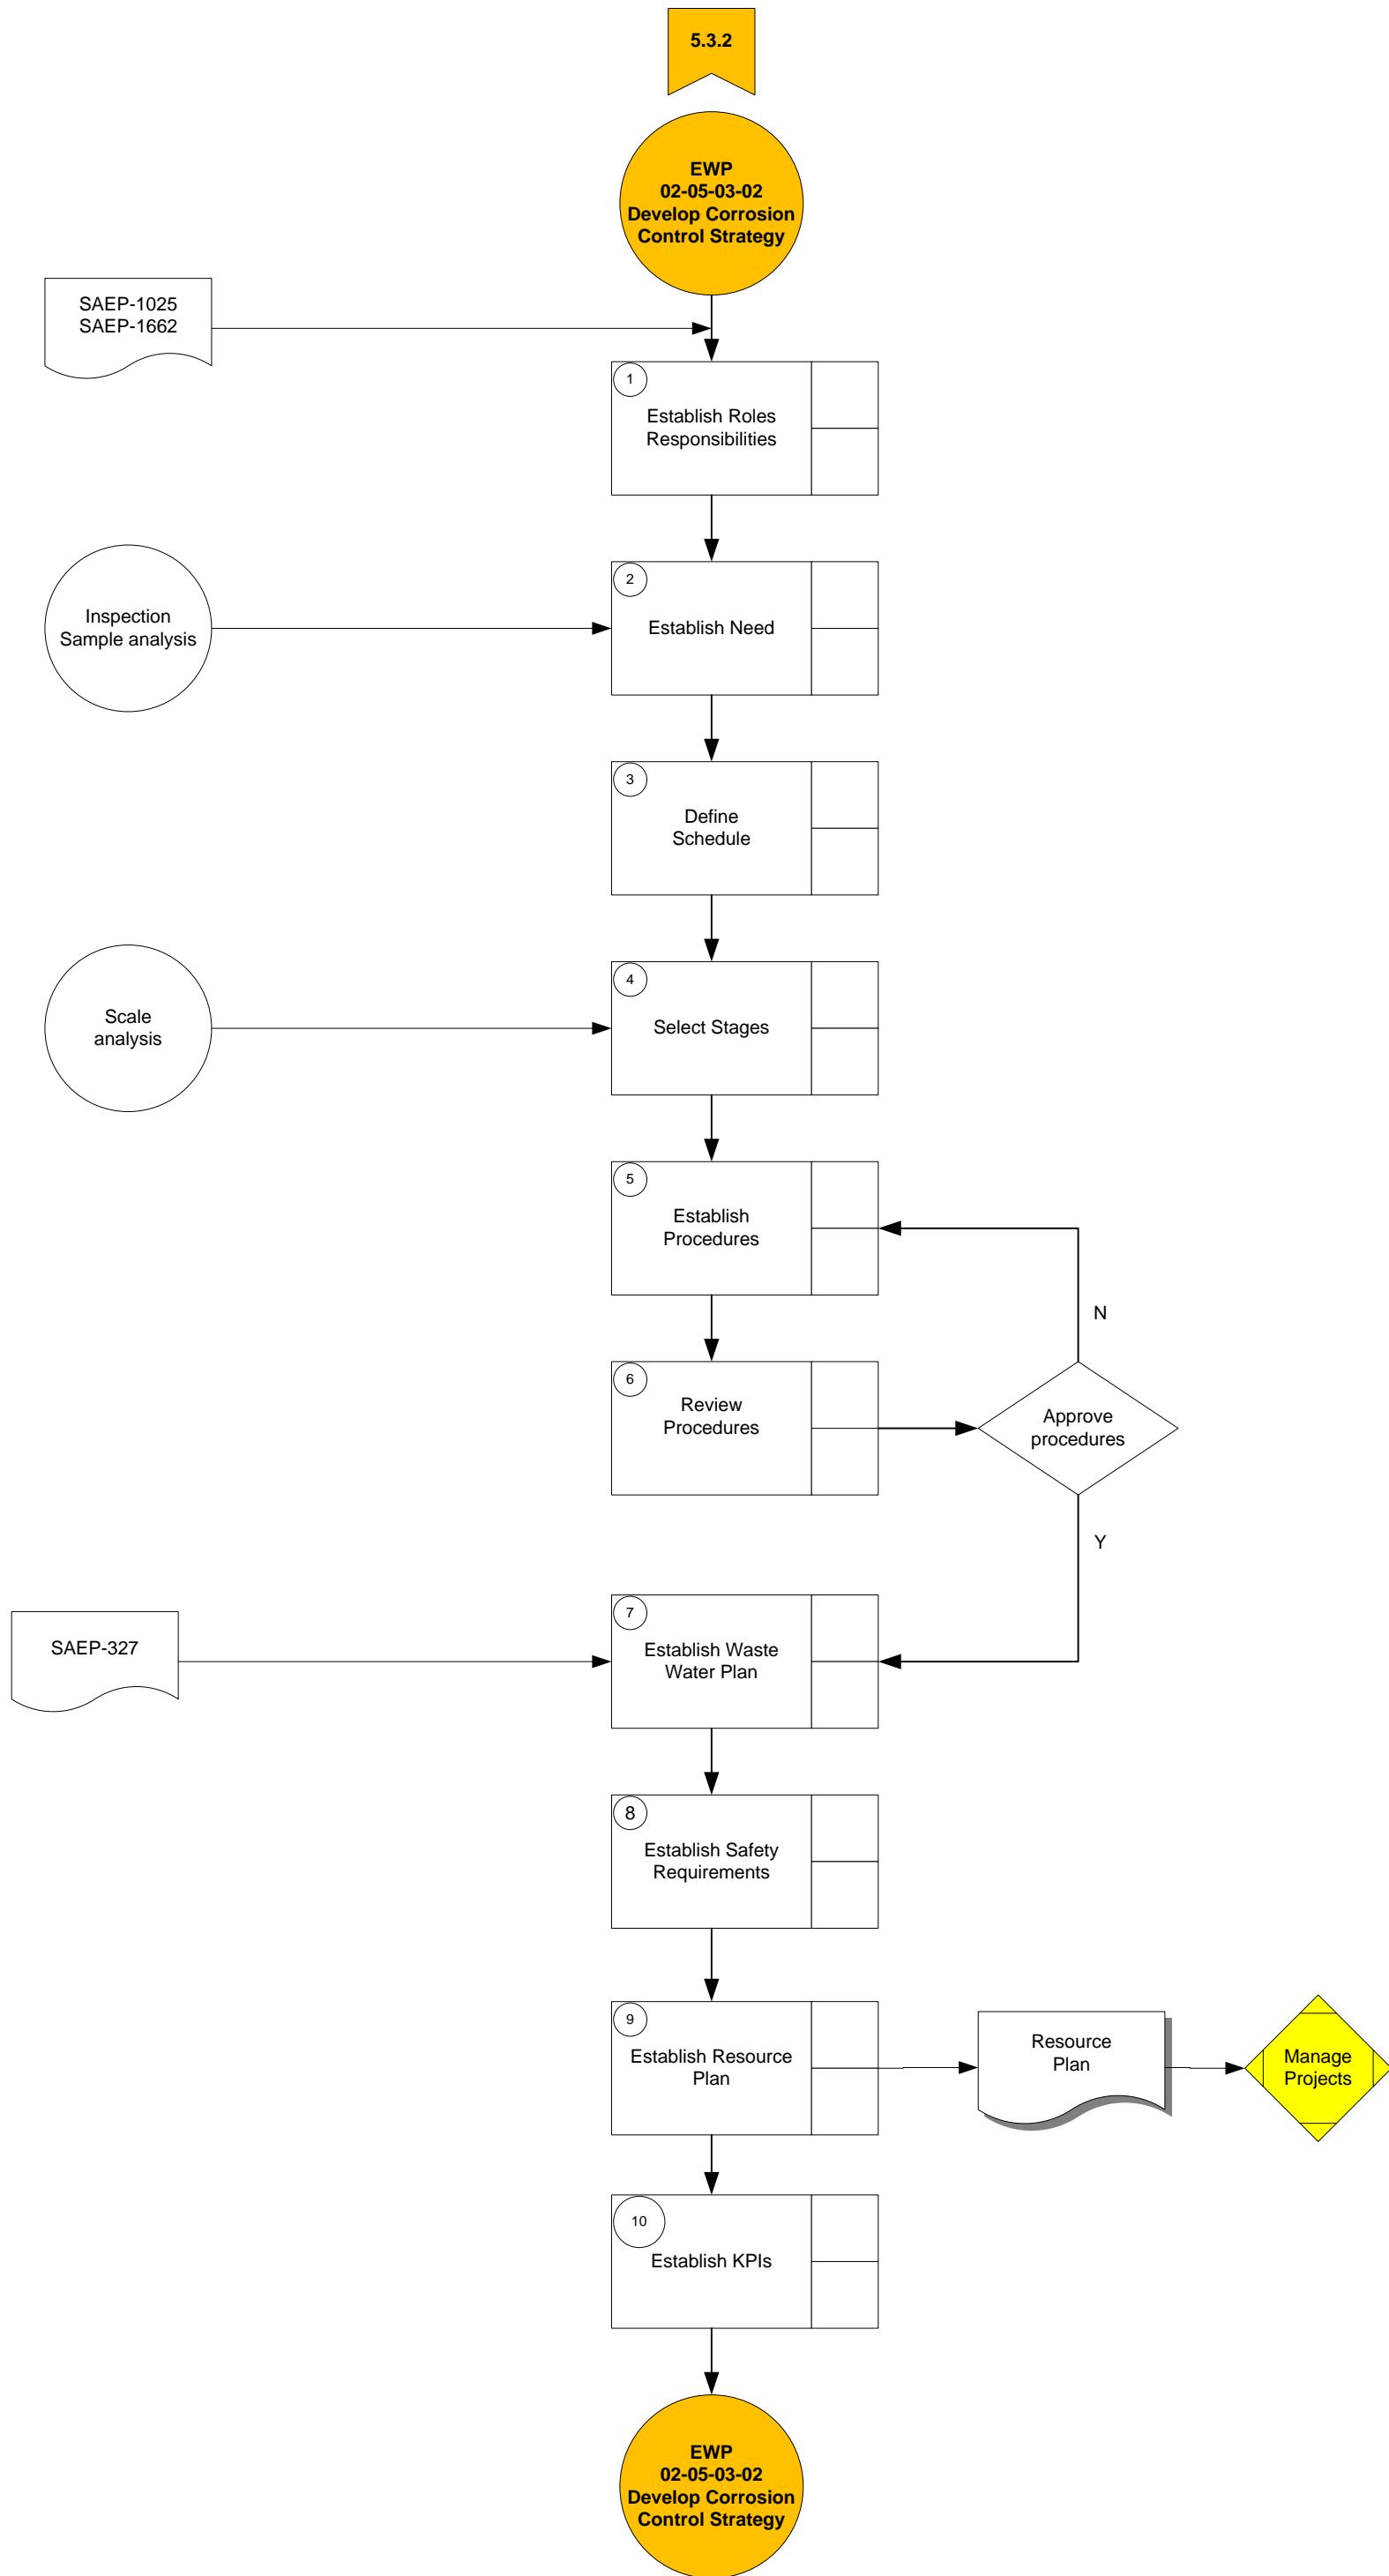 5.3.2
EWP
02-05-03-02
Develop Corrosion
Control Strategy
SAEP-1025
SAEP-1662
1
Establish Roles
Responsibilities
Inspection
Sample analysis
2
Establish Need
3
Define
Schedule
Scale
analysis
4
Select Stages
5
Establish
Procedures
N
6
Review
Procedures
Approve
procedures
Y
SAEP-327
7
Establish Waste
Water Plan
8
Establish Safety
Requirements
9
Establish Resource
Plan
Resource
Plan
Manage
Projects
10
Establish KPIs
EWP
02-05-03-02
Develop Corrosion
Control Strategy